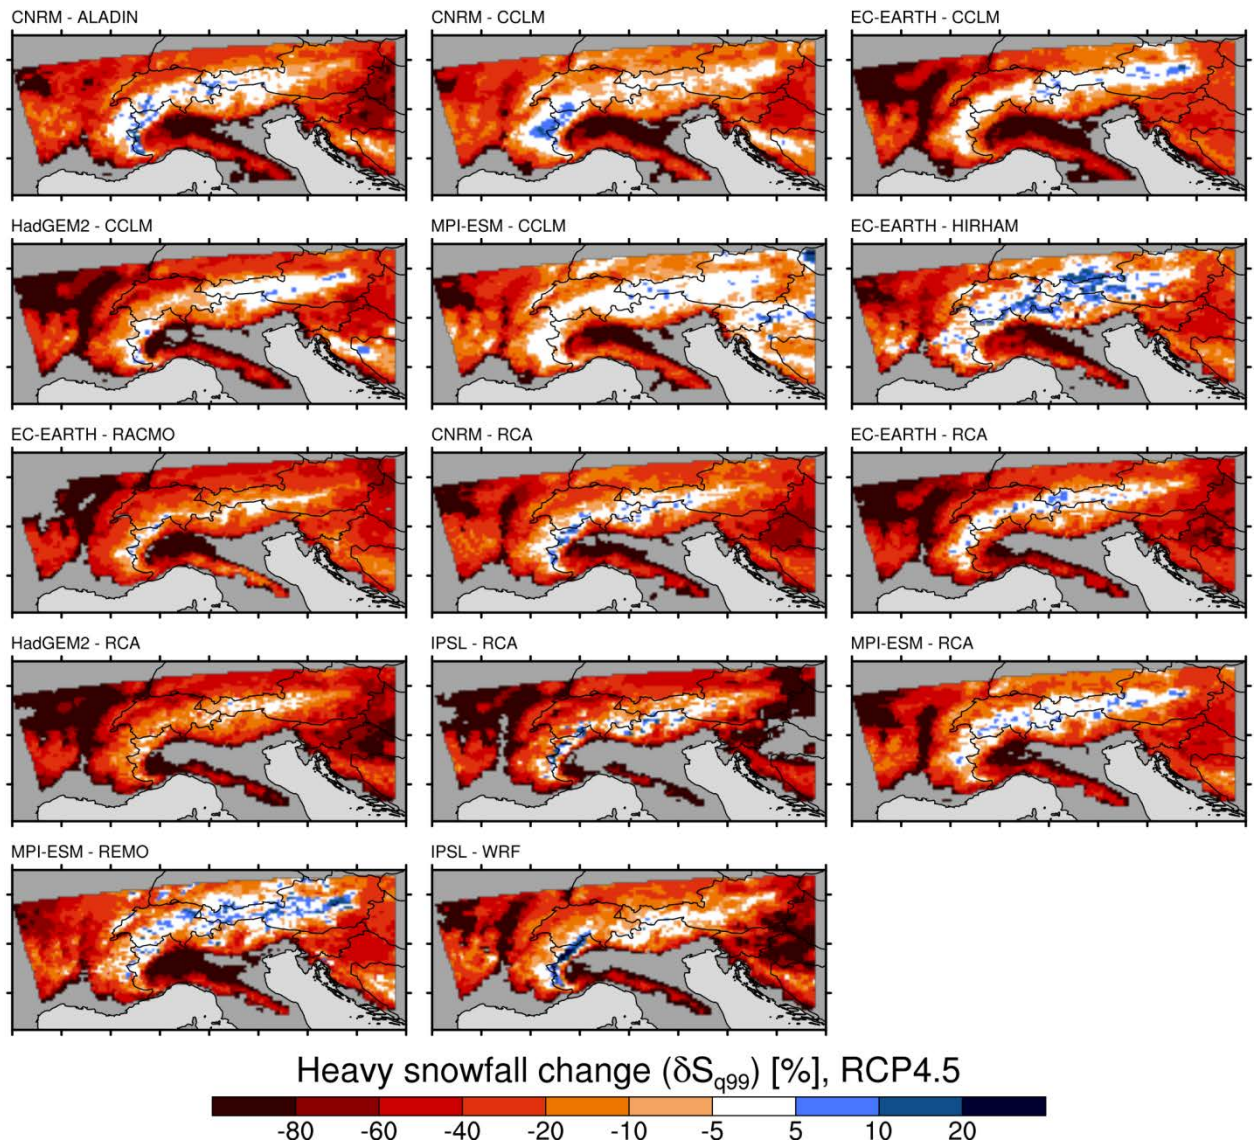 CNRM - ALADIN
CNRM - CCLM
EC-EARTH - CCLM
HadGEM2 - CCLM
MPI-ESM - CCLM
EC-EARTH - HIRHAM
EC-EARTH - RACMO
CNRM - RCA
EC-EARTH - RCA
HadGEM2 - RCA
IPSL - RCA
MPI-ESM - RCA
MPI-ESM - REMO
IPSL - WRF
Heavy snowfall change (δS_q99) [%], RCP4.5
-80 -60 -40 -20 -10 -5 5 10 20